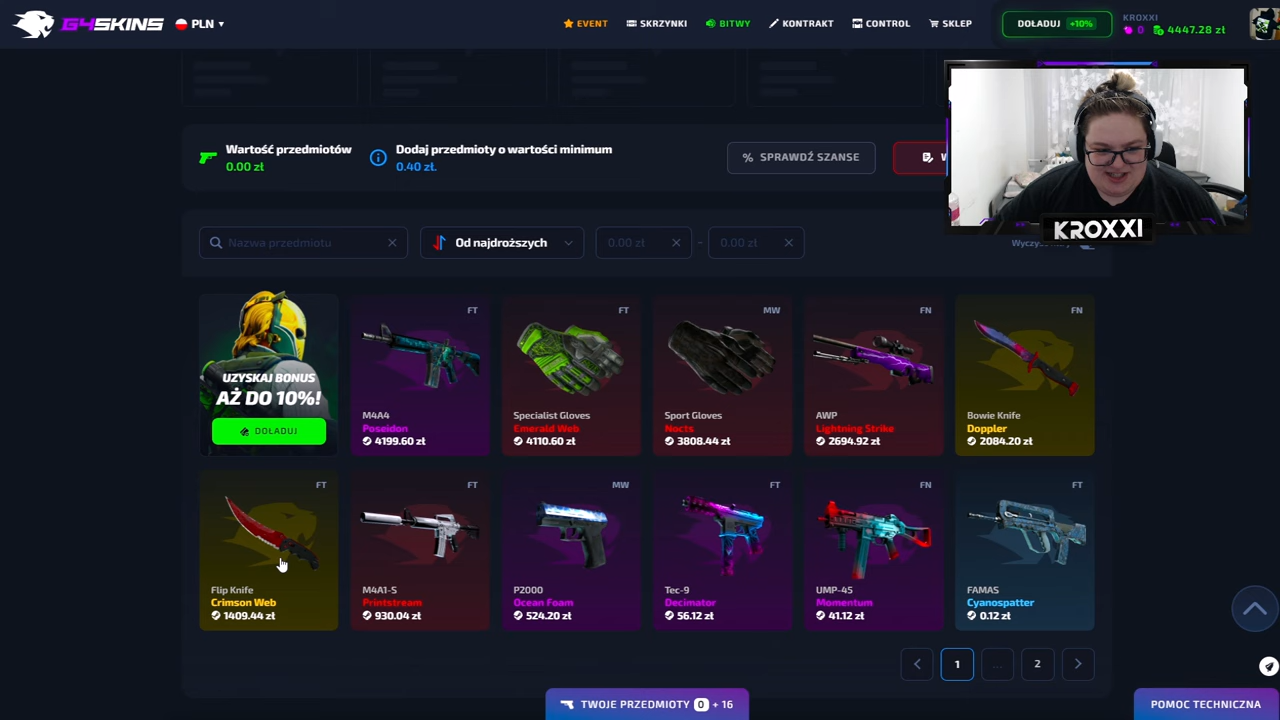 G4SKINS
PLN
EVENT
SKRZYNKI
BITWY
KONTRAKT
CONTROL
SKLEP
DOŁADUJ +10%
KROXXI
0 4447.28 zł
Wartość przedmiotów
0.00 zł
Dodaj przedmioty o wartości minimum
0.40 zł.
% SPRAWDŹ SZANSE
W
KROXXI
Nazwa przedmiotu
Od najdroższych
0.00 zł
-
0.00 zł
UZYSKAJ BONUS
AŻ DO 10%!
DOŁADUJ
FT
M4A4
Poseidon
4199.60 zł
FT
Specialist Gloves
Emerald Web
4110.60 zł
MW
Sport Gloves
Nocts
3808.44 zł
FN
AWP
Lightning Strike
2694.92 zł
FN
Bowie Knife
Doppler
2084.20 zł
FT
Flip Knife
Crimson Web
1409.44 zł
FT
M4A1-S
Printstream
930.04 zł
MW
P2000
Ocean Foam
524.20 zł
FT
Tec-9
Decimator
56.12 zł
FN
UMP-45
Momentum
41.12 zł
FT
FAMAS
Cyanospatter
0.12 zł
1
...
2
TWOJE PRZEDMIOTY 0 + 16
POMOC TECHNICZNA